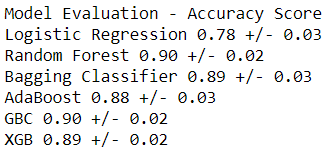 Model Evaluation - Accuracy Score
Logistic Regression 0.78 +/- 0.03
Random Forest 0.90 +/- 0.02
Bagging Classifier 0.89 +/- 0.03
AdaBoost 0.88 +/- 0.03
GBC 0.90 +/- 0.02
XGB 0.89 +/- 0.02